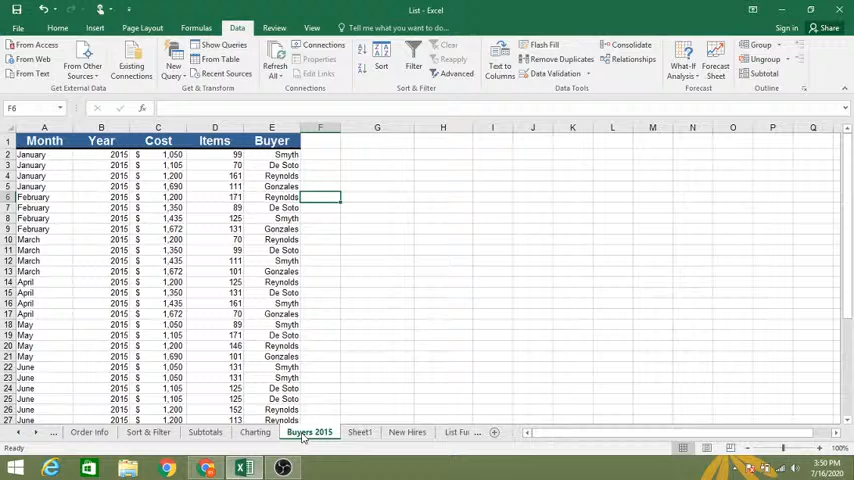 List - Excel
Sign in
Share
File Home Insert Page Layout Formulas Data Review View Tell me what you want to do...
From Access
From Web
From Text
From Other Sources
Existing Connections
Get External Data
New Query
Show Queries
From Table
Recent Sources
Get & Transform
Refresh All
Connections
Properties
Edit Links
Connections
Sort
Filter
Clear
Reapply
Advanced
Sort & Filter
Text to Columns
Flash Fill
Remove Duplicates
Data Validation
Consolidate
Relationships
Data Tools
What-If Analysis
Forecast Sheet
Forecast
Group
Ungroup
Subtotal
Outline
F6 fx
A B C D E F G H I J K L M N O P Q
1 Month Year Cost Items Buyer
2 January 2015 $ 1,050 99 Smyth
3 January 2015 $ 1,105 70 De Soto
4 January 2015 $ 1,200 161 Reynolds
5 January 2015 $ 1,690 111 Gonzales
6 February 2015 $ 1,200 171 Reynolds
7 February 2015 $ 1,350 89 De Soto
8 February 2015 $ 1,435 125 Smyth
9 February 2015 $ 1,672 131 Gonzales
10 March 2015 $ 1,200 70 Reynolds
11 March 2015 $ 1,350 99 De Soto
12 March 2015 $ 1,435 111 Smyth
13 March 2015 $ 1,672 101 Gonzales
14 April 2015 $ 1,200 125 Reynolds
15 April 2015 $ 1,350 131 De Soto
16 April 2015 $ 1,435 161 Smyth
17 April 2015 $ 1,672 70 Gonzales
18 May 2015 $ 1,050 89 Smyth
19 May 2015 $ 1,105 171 De Soto
20 May 2015 $ 1,200 146 Reynolds
21 May 2015 $ 1,690 101 Gonzales
22 June 2015 $ 1,050 131 Smyth
23 June 2015 $ 1,050 131 Smyth
24 June 2015 $ 1,105 125 De Soto
25 June 2015 $ 1,105 125 De Soto
26 June 2015 $ 1,200 152 Reynolds
27 June 2015 $ 1,200 113 Reynolds
... Order Info Sort & Filter Subtotals Charting Buyers 2015 Sheet1 New Hires List Fu ...
Ready
100%
3:50 PM
7/16/2020